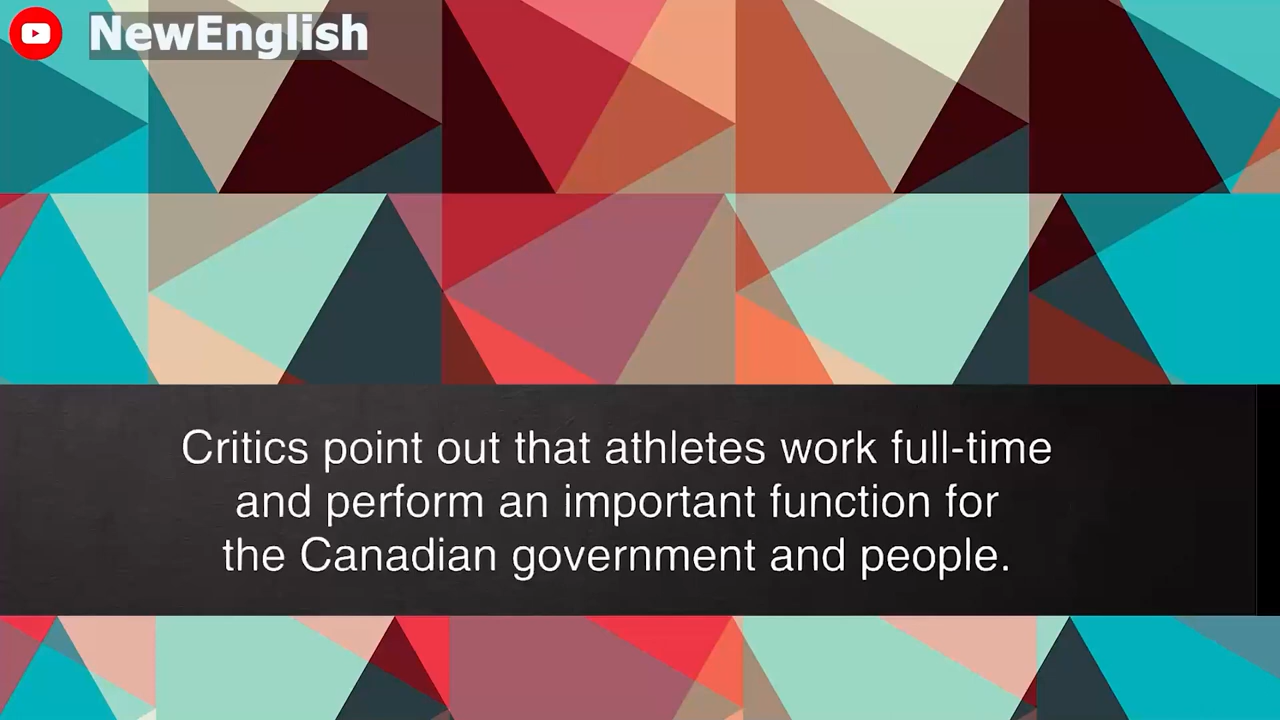 NewEnglish
Critics point out that athletes work full-time
and perform an important function for
the Canadian government and people.